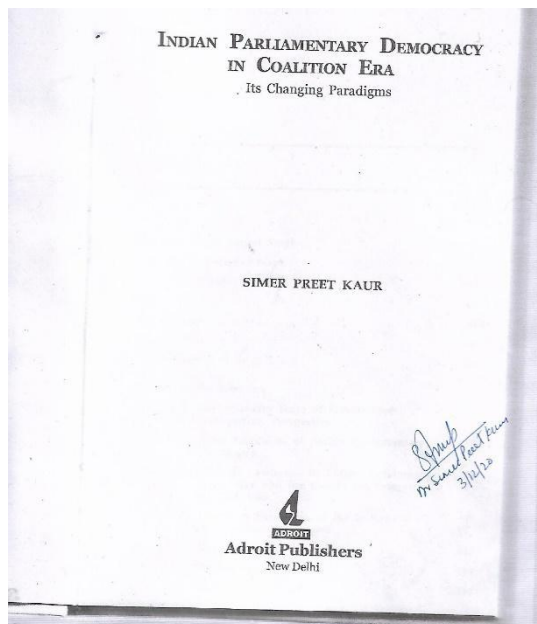 INDIAN PARLIAMENTARY DEMOCRACY
IN COALITION ERA
Its Changing Paradigms
SIMER PREET KAUR
Dr Simer Preet Kaur
3/12/20
ADROIT
Adroit Publishers
New Delhi